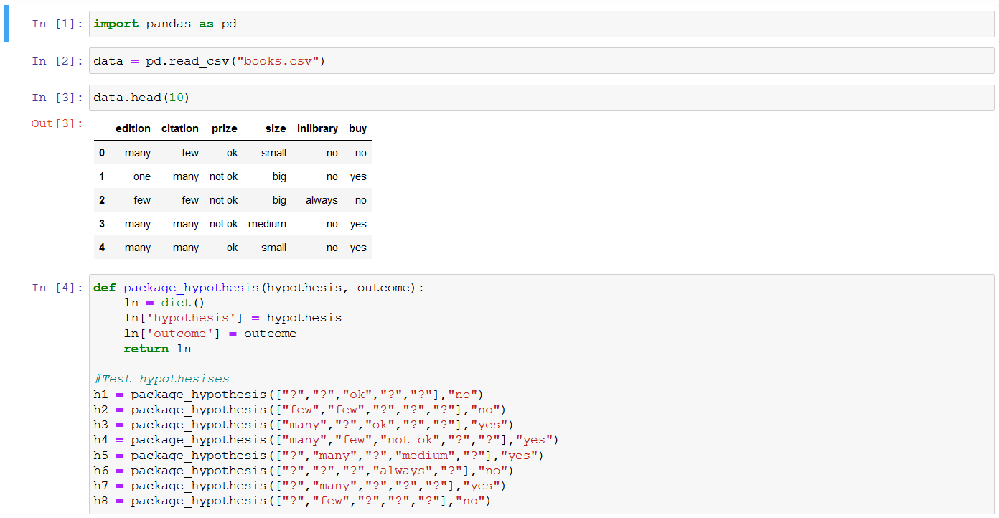 In [1]: import pandas as pd
In [2]: data = pd.read_csv("books.csv")
In [3]: data.head(10)
Out[3]:
edition citation prize size inlibrary buy
0 many few ok small no no
1 one many not ok big no yes
2 few few not ok big always no
3 many many not ok medium no yes
4 many many ok small no yes
In [4]: def package_hypothesis(hypothesis, outcome):
    ln = dict()
    ln['hypothesis'] = hypothesis
    ln['outcome'] = outcome
    return ln
#Test hypothesises
h1 = package_hypothesis(["?","?","ok","?","?"],"no")
h2 = package_hypothesis(["few","few","?","?","?"],"no")
h3 = package_hypothesis(["many","?","ok","?","?"],"yes")
h4 = package_hypothesis(["many","few","not ok","?","?"],"yes")
h5 = package_hypothesis(["?","many","?","medium","?"],"yes")
h6 = package_hypothesis(["?","?","?","always","?"],"no")
h7 = package_hypothesis(["?","many","?","?","?"],"yes")
h8 = package_hypothesis(["?","few","?","?","?"],"no")